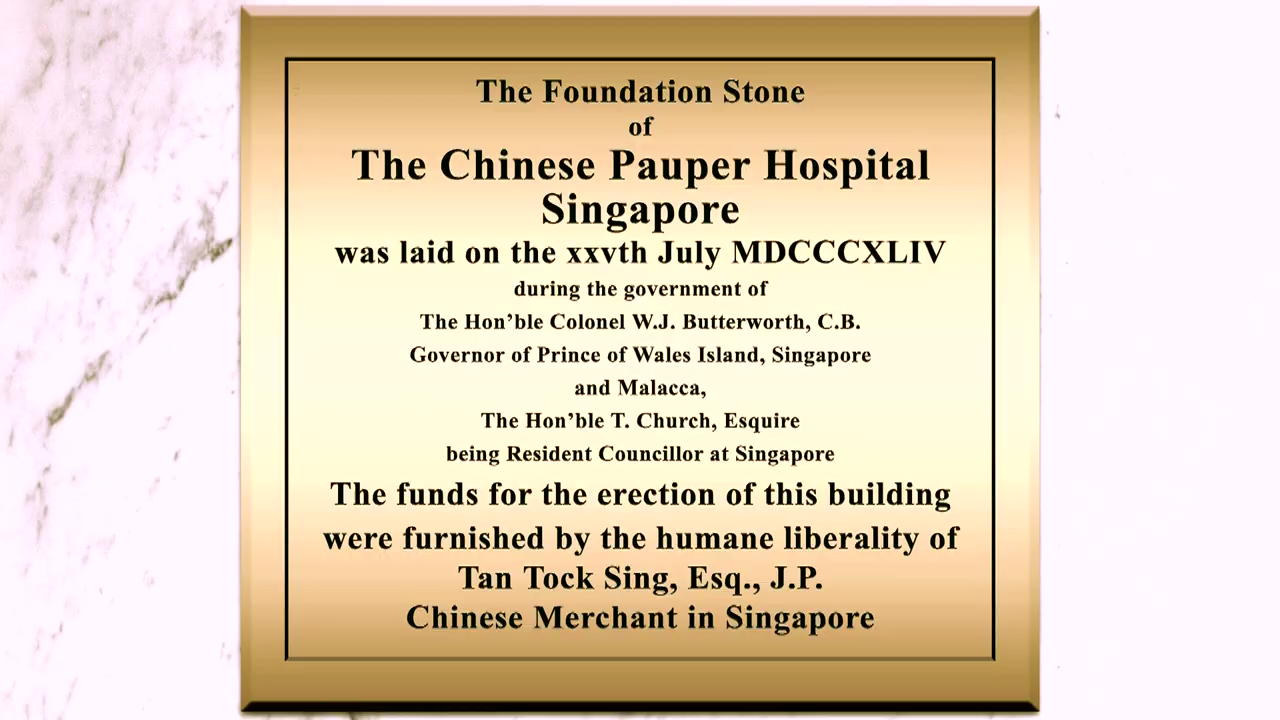 The Foundation Stone
of
The Chinese Pauper Hospital
Singapore
was laid on the xxvth July MDCCCXLIV
during the government of
The Hon’ble Colonel W.J. Butterworth, C.B.
Governor of Prince of Wales Island, Singapore
and Malacca,
The Hon’ble T. Church, Esquire
being Resident Councillor at Singapore
The funds for the erection of this building
were furnished by the humane liberality of
Tan Tock Sing, Esq., J.P.
Chinese Merchant in Singapore